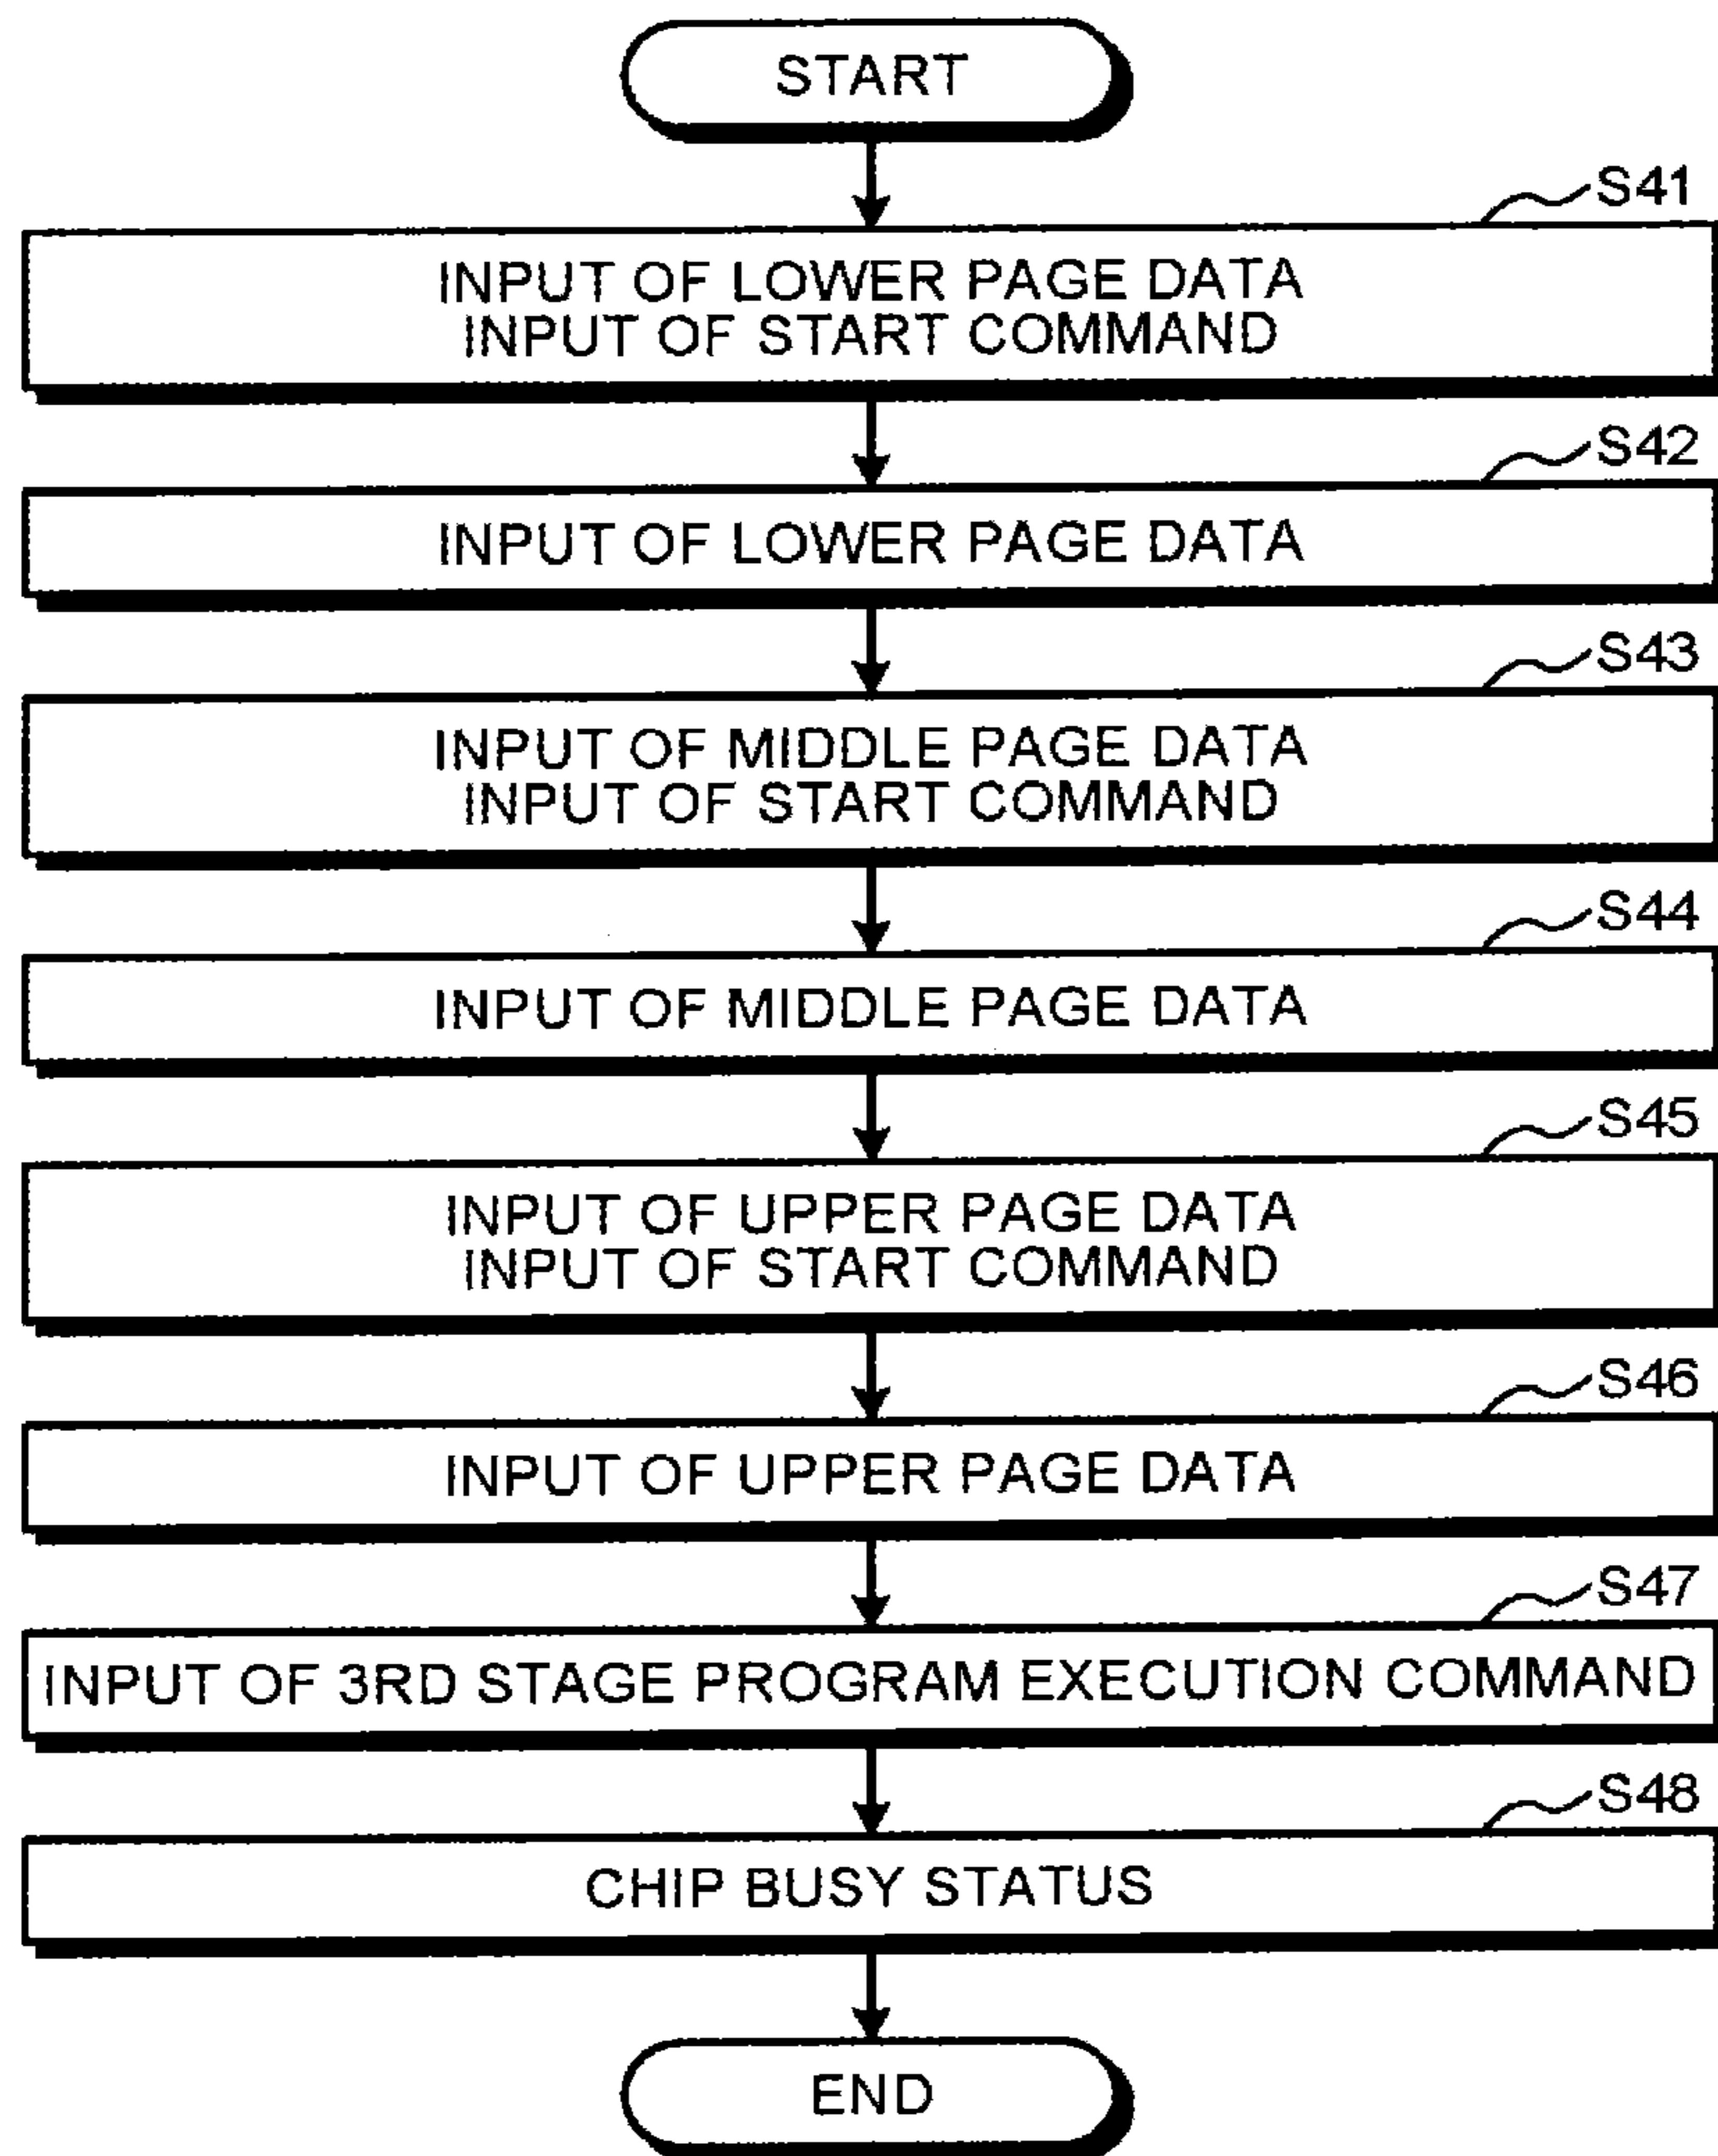 START
S41
INPUT OF LOWER PAGE DATA
INPUT OF START COMMAND
S42
INPUT OF LOWER PAGE DATA
S43
INPUT OF MIDDLE PAGE DATA
INPUT OF START COMMAND
S44
INPUT OF MIDDLE PAGE DATA
S45
INPUT OF UPPER PAGE DATA
INPUT OF START COMMAND
S46
INPUT OF UPPER PAGE DATA
S47
INPUT OF 3RD STAGE PROGRAM EXECUTION COMMAND
S48
CHIP BUSY STATUS
END